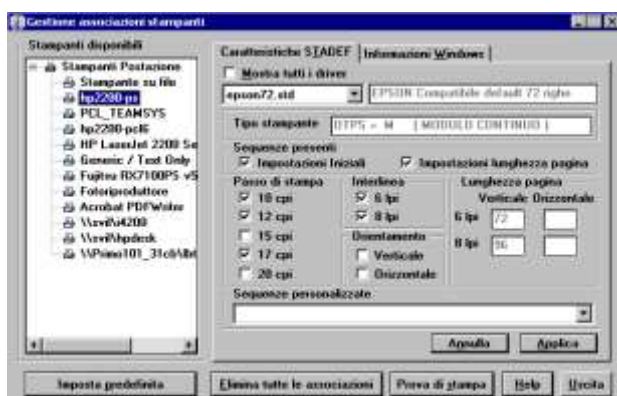 Gestione associazioni stampanti
Stampanti disponibili
Stampanti Postazione
Stampante su file
hp2200-ps
PCL_TEAMSYS
hp2200-pcl6
HP LaserJet 2200 Se
Generic / Text Only
Fujitsu RX7100PS v5
Fotoriproduttore
Acrobat PDFWriter
\\svil\i4200
\\svil\hpdesk
Caratteristiche STADEF
Informazioni Windows
Mostra tutti i driver
epson72.std
EPSON Compatibile default 72 righe
Tipo stampante
DTPS - M ( MODULO CONTINUO )
Sequenze presenti
Impostazioni Iniziali
Impostazioni lunghezza pagina
Passo di stampa
10 cpi
12 cpi
15 cpi
17 cpi
20 cpi
Interlinea
6 lpi
8 lpi
Orientamento
Verticale
Orizzontale
Lunghezza pagina
Verticale Orizzontale
6 lpi 72
8 lpi 96
Sequenze personalizzate
Annulla
Applica
Imposta predefinita
Elimina tutte le associazioni
Prova di stampa
Help
Uscita